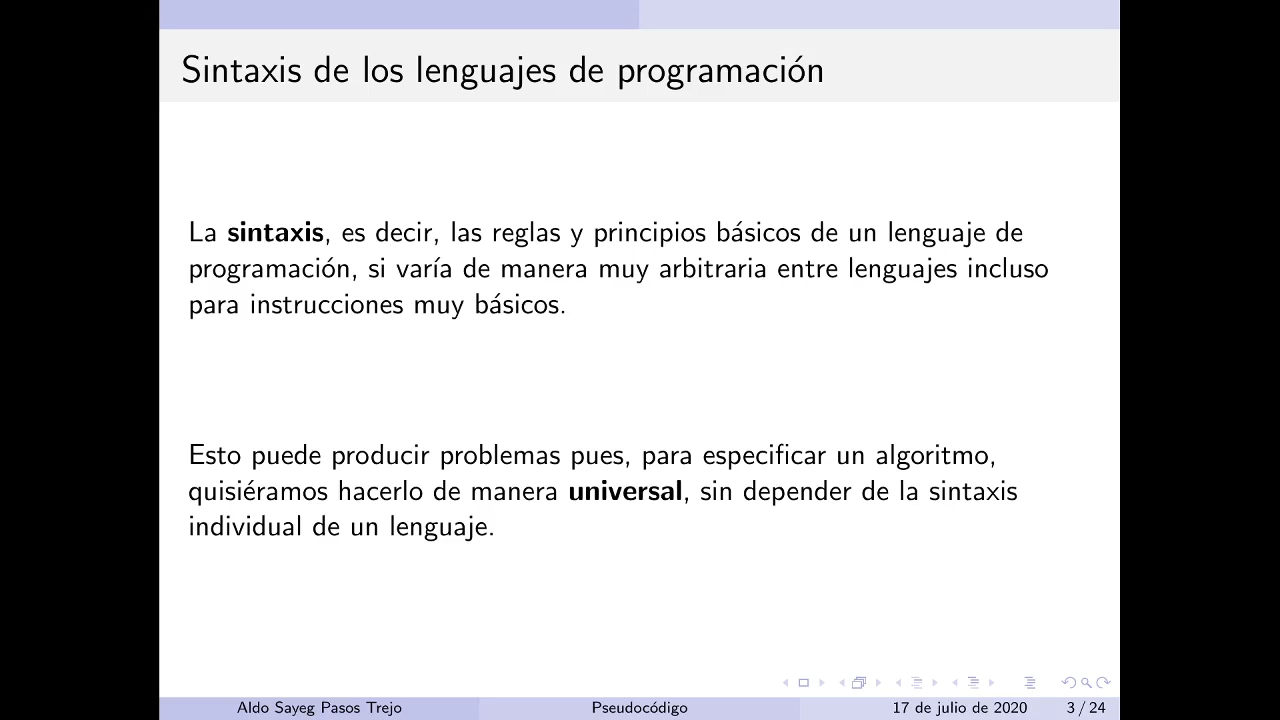 Sintaxis de los lenguajes de programación
La sintaxis, es decir, las reglas y principios básicos de un lenguaje de
programación, si varía de manera muy arbitraria entre lenguajes incluso
para instrucciones muy básicos.
Esto puede producir problemas pues, para especificar un algoritmo,
quisiéramos hacerlo de manera universal, sin depender de la sintaxis
individual de un lenguaje.
Aldo Sayeg Pasos Trejo Pseudocódigo 17 de julio de 2020 3 / 24